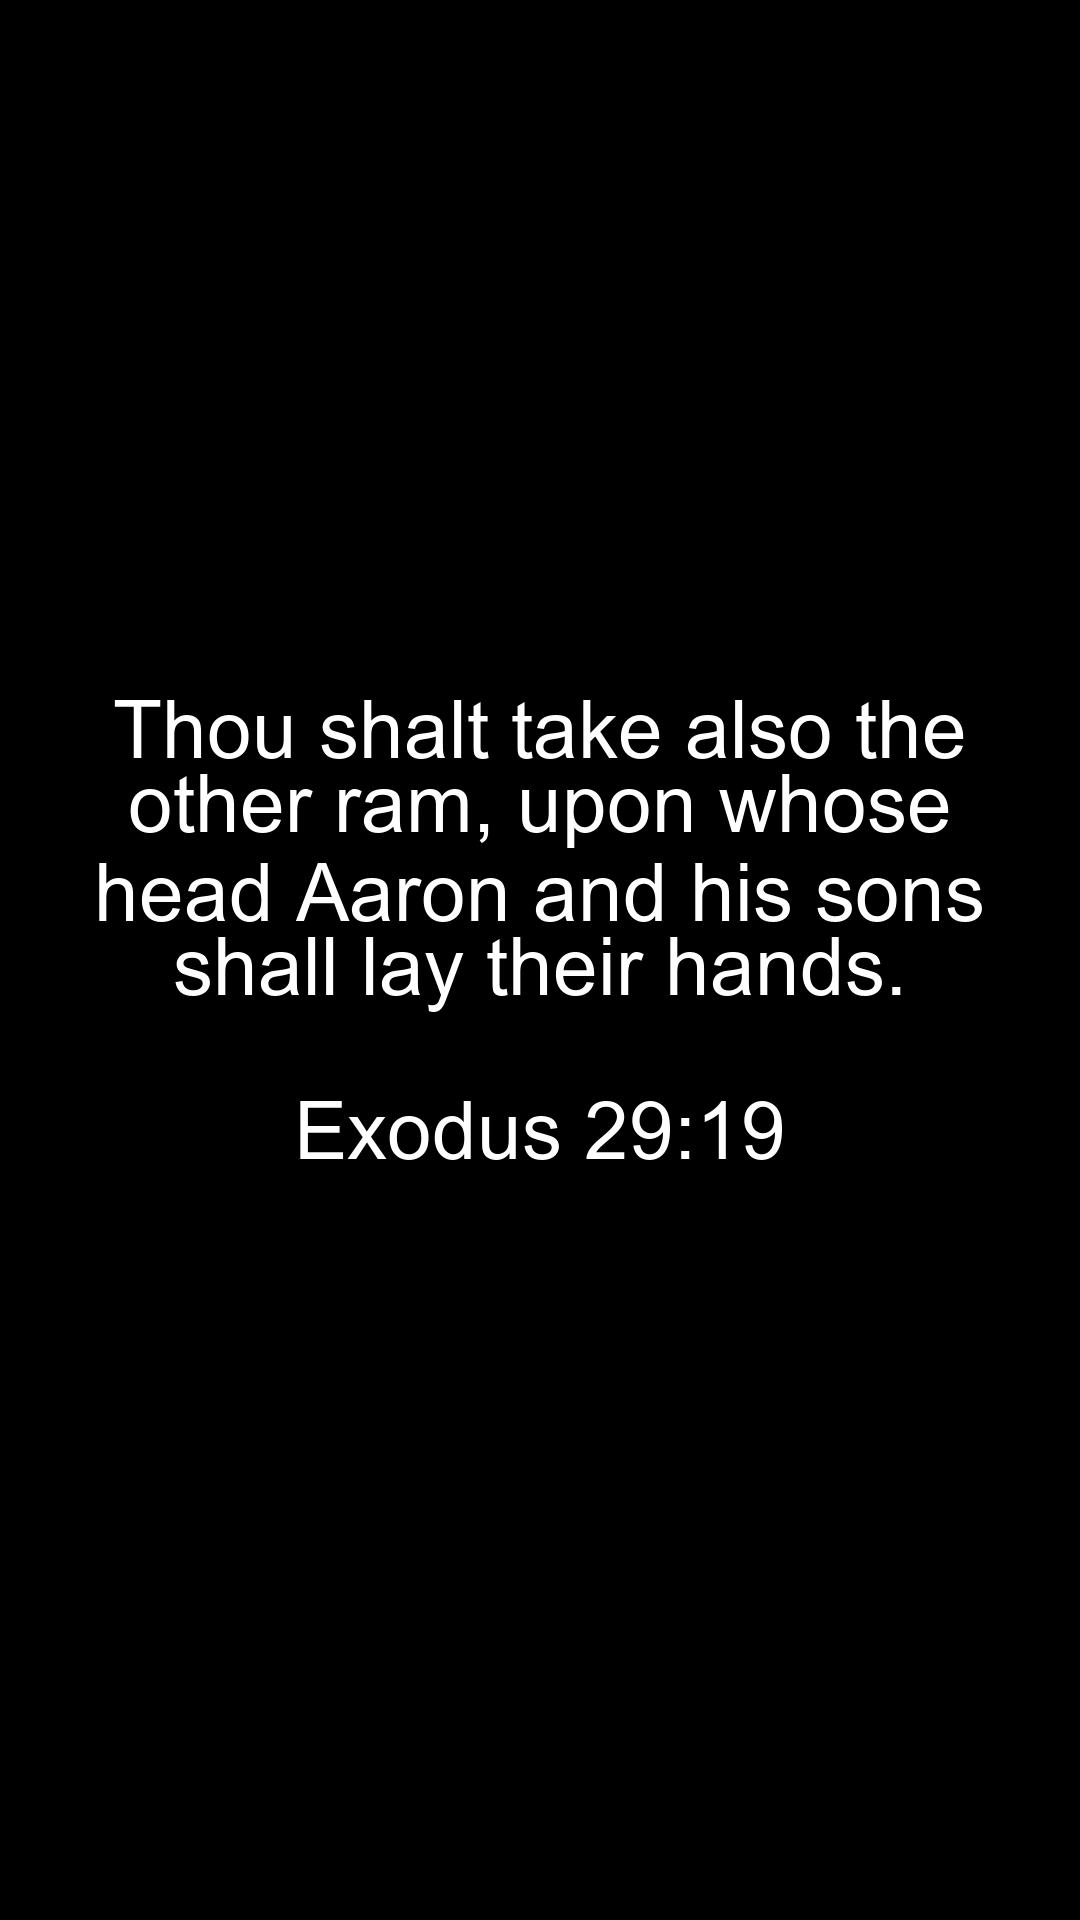 Thou shalt take also the
other ram, upon whose
head Aaron and his sons
shall lay their hands.
Exodus 29:19